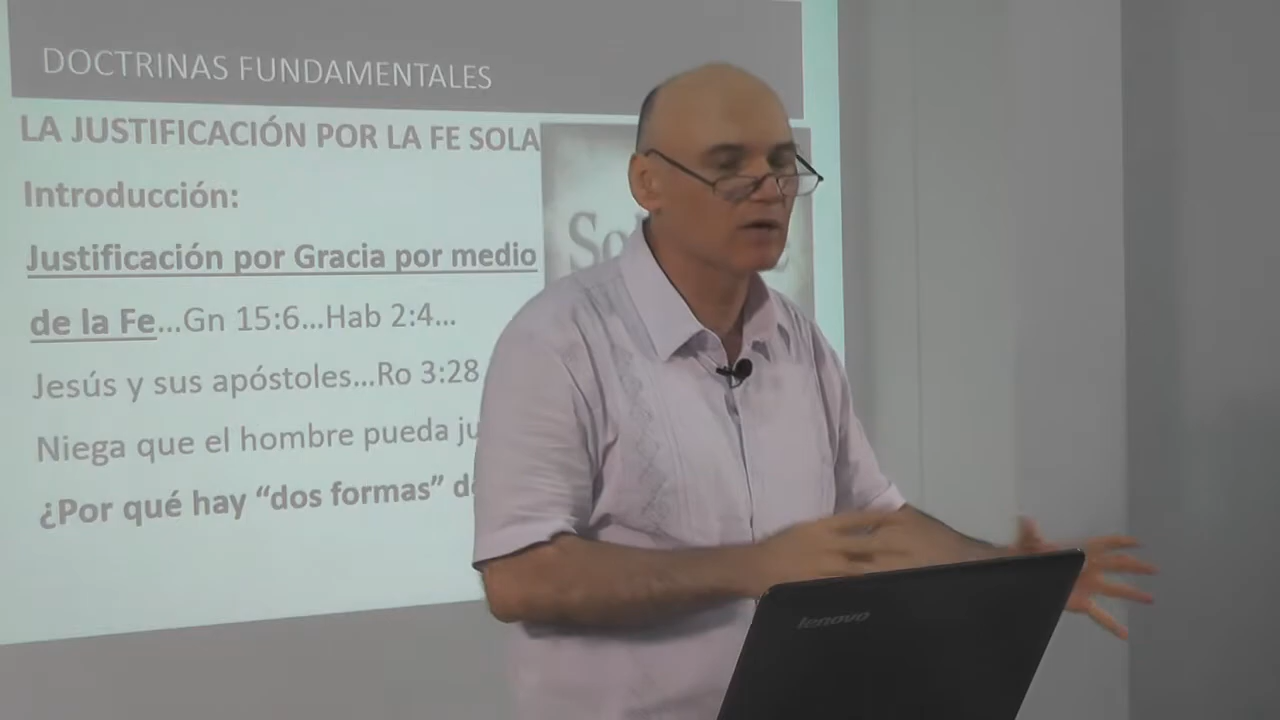 DOCTRINAS FUNDAMENTALES
LA JUSTIFICACIÓN POR LA FE SOLA
Introducción:
Justificación por Gracia por medio
de la Fe...Gn 15:6...Hab 2:4...
Jesús y sus apóstoles...Ro 3:28
Niega que el hombre pueda
¿Por qué hay “dos formas”
lenovo